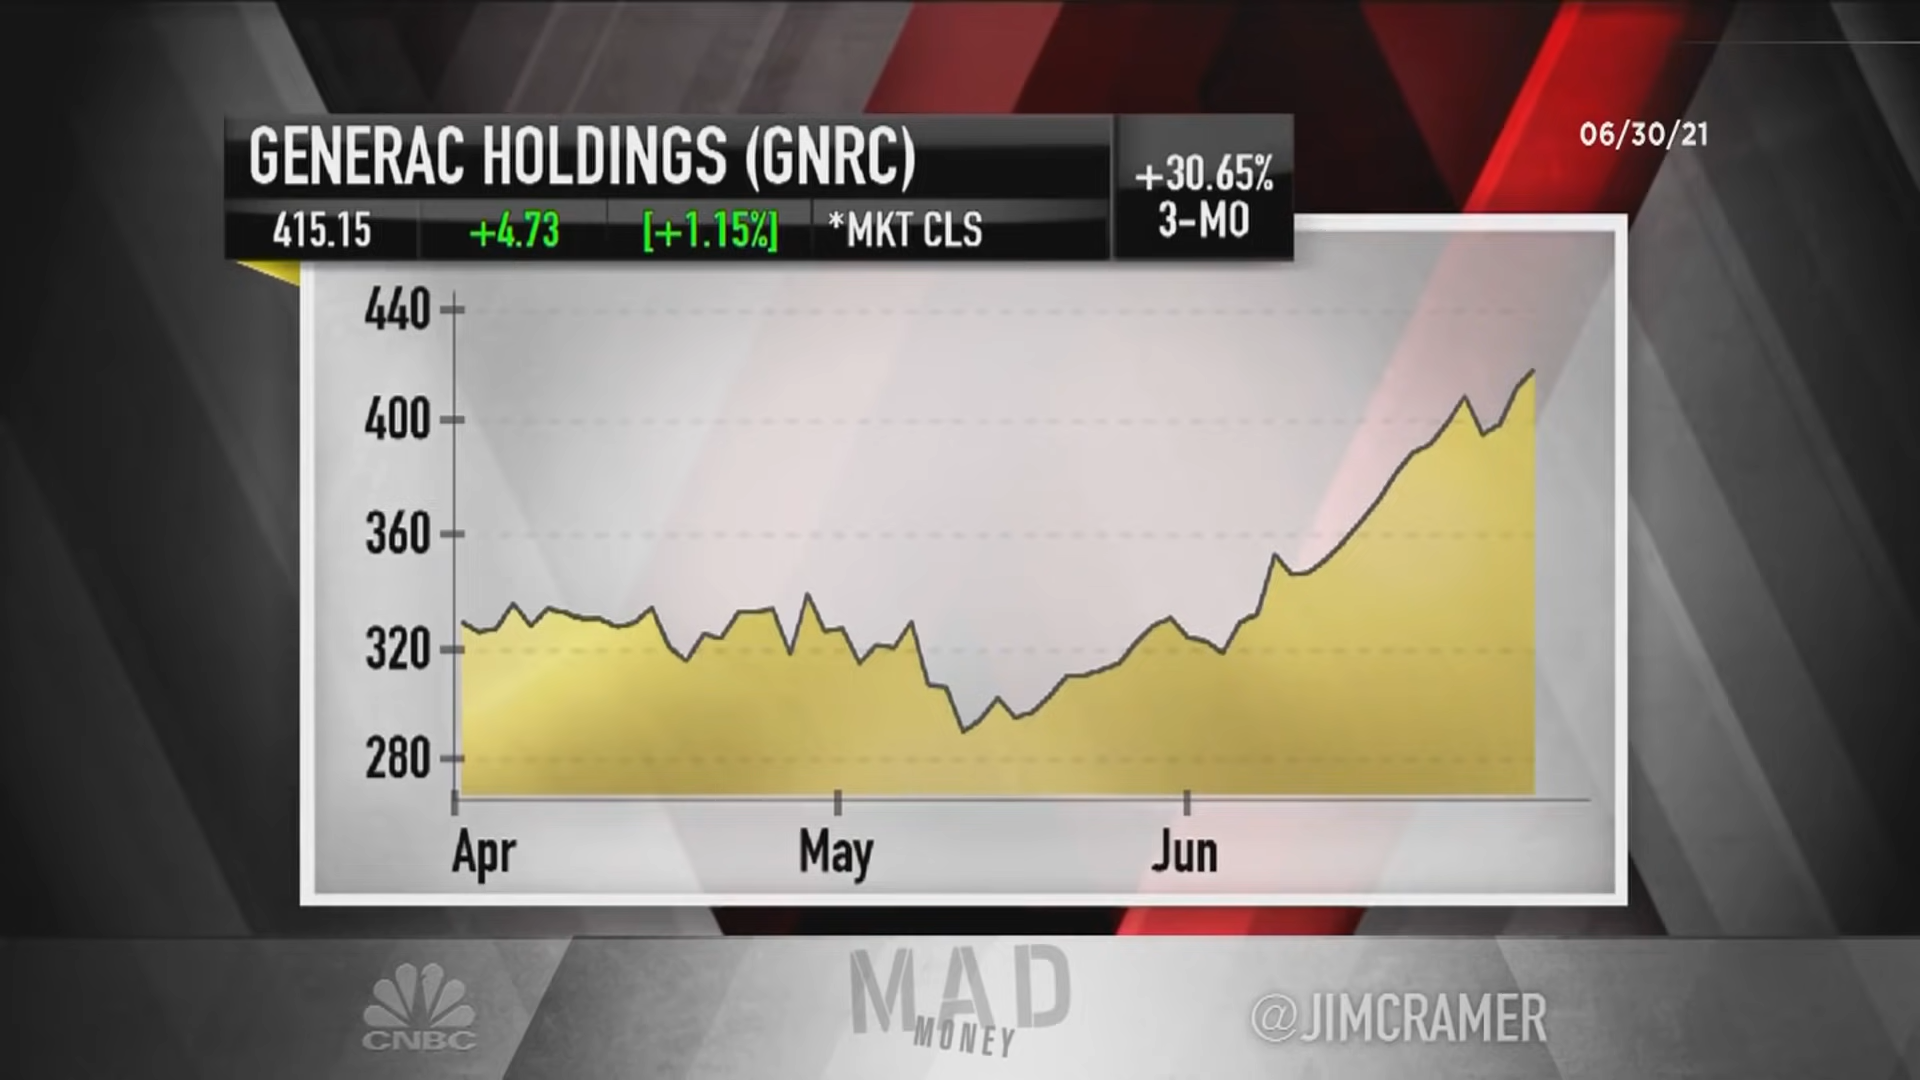 GENERAC HOLDINGS (GNRC)
415.15 +4.73 [+1.15%] *MKT CLS
+30.65%
3-MO
06/30/21
440
400
360
320
280
Apr May Jun
CNBC
MAD
MONEY
@JIMCRAMER